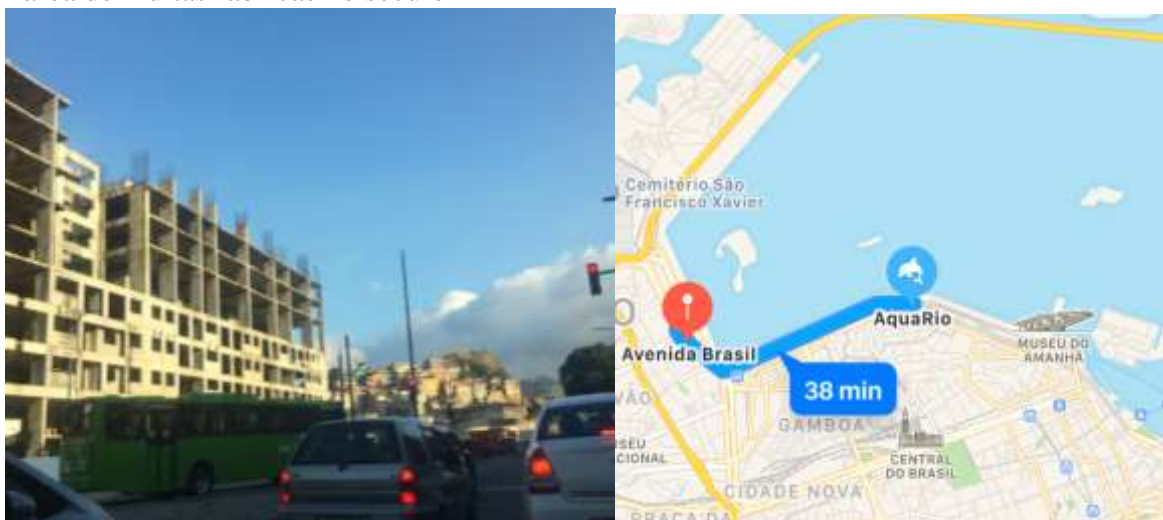 Cemitério São
Francisco Xavier
AquaRio
MUSEU DO
AMANHÃ
Avenida Brasil
38 min
GAMBOA
CENTRAL
DO BRASIL
CIDADE NOVA